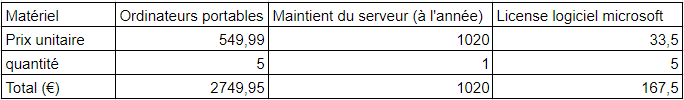 Matériel Ordinateurs portables Maintient du serveur (à l'année) License logiciel microsoft
Prix unitaire 549,99 1020 33,5
quantité 5 1 5
Total (€) 2749,95 1020 167,5